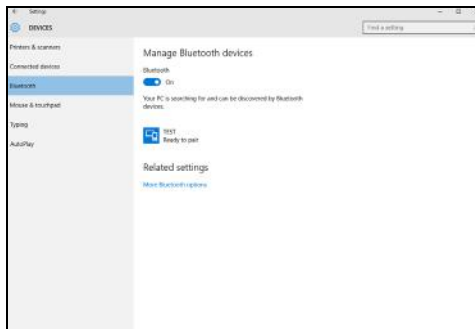 Settings
DEVICES
Find a setting
Printers & scanners
Connected devices
Bluetooth
Mouse & touchpad
Typing
AutoPlay
Manage Bluetooth devices
Bluetooth
On
Your PC is searching for and can be discovered by Bluetooth
devices.
TEST
Ready to pair
Related settings
More Bluetooth options